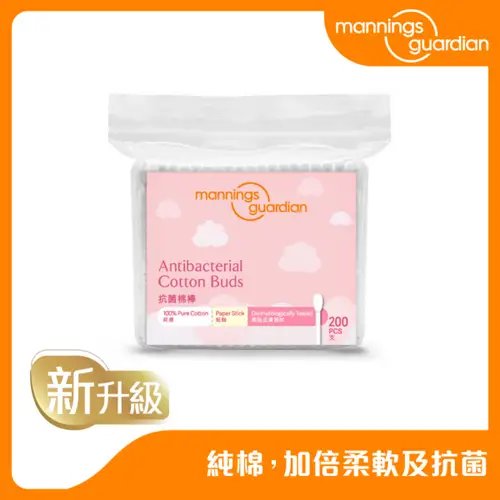 mannings
guardian
mannings
guardian
Antibacterial
Cotton Buds
抗菌棉棒
100% Pure Cotton
純棉
Paper Stick
紙軸
Dermatologically Tested
200
PCS
支
新升級
純棉，加倍柔軟及抗菌